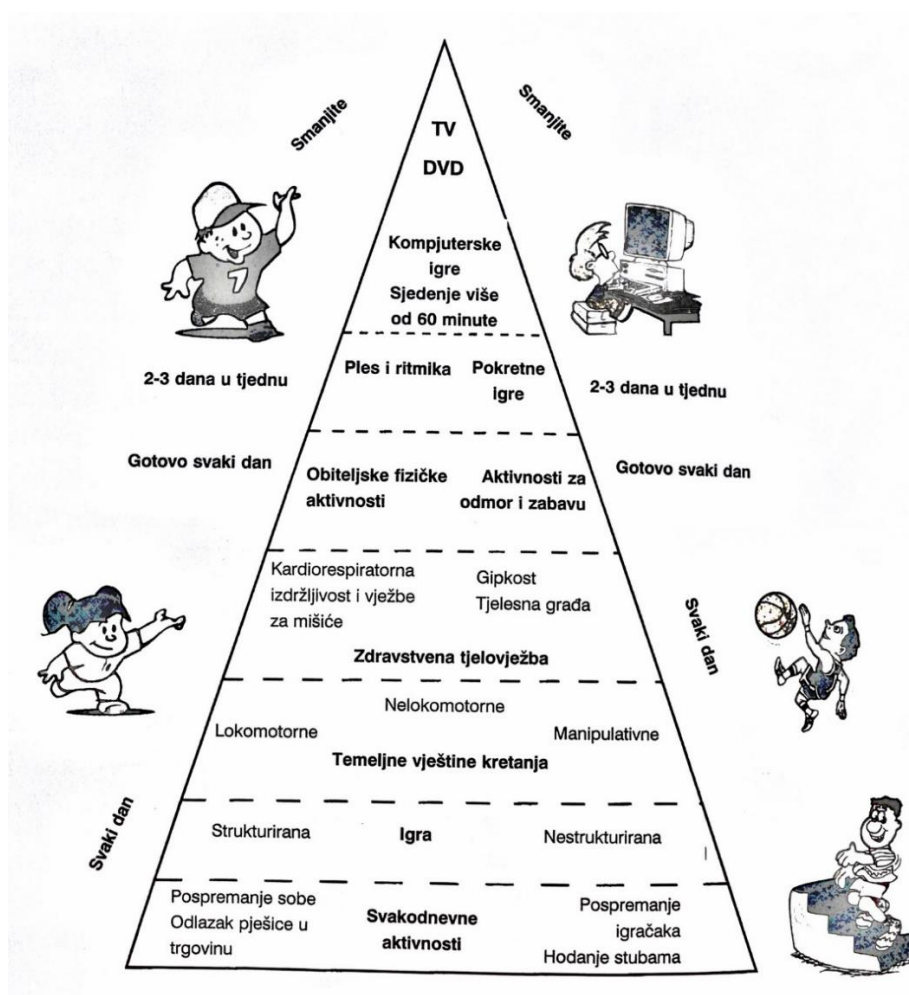 Smanjite
Smanjite
TV
DVD
Kompjuterske
igre
Sjedenje više
od 60 minute
2-3 dana u tjednu
Ples i ritmika
Pokretne
igre
2-3 dana u tjednu
Gotovo svaki dan
Obiteljske fizičke
aktivnosti
Aktivnosti za
odmor i zabavu
Gotovo svaki dan
Kardiorespiratorna
izdržljivost i vježbe
za mišiće
Gipkost
Tjelesna građa
Zdravstvena tjelovježba
Svaki dan
Nelokomotorne
Lokomotorne
Manipulativne
Temeljne vještine kretanja
Svaki dan
Strukturirana
Igra
Nestrukturirana
Pospremanje sobe
Odlazak pješice u
trgovinu
Svakodnevne
aktivnosti
Pospremanje
igračaka
Hodanje stubama
7